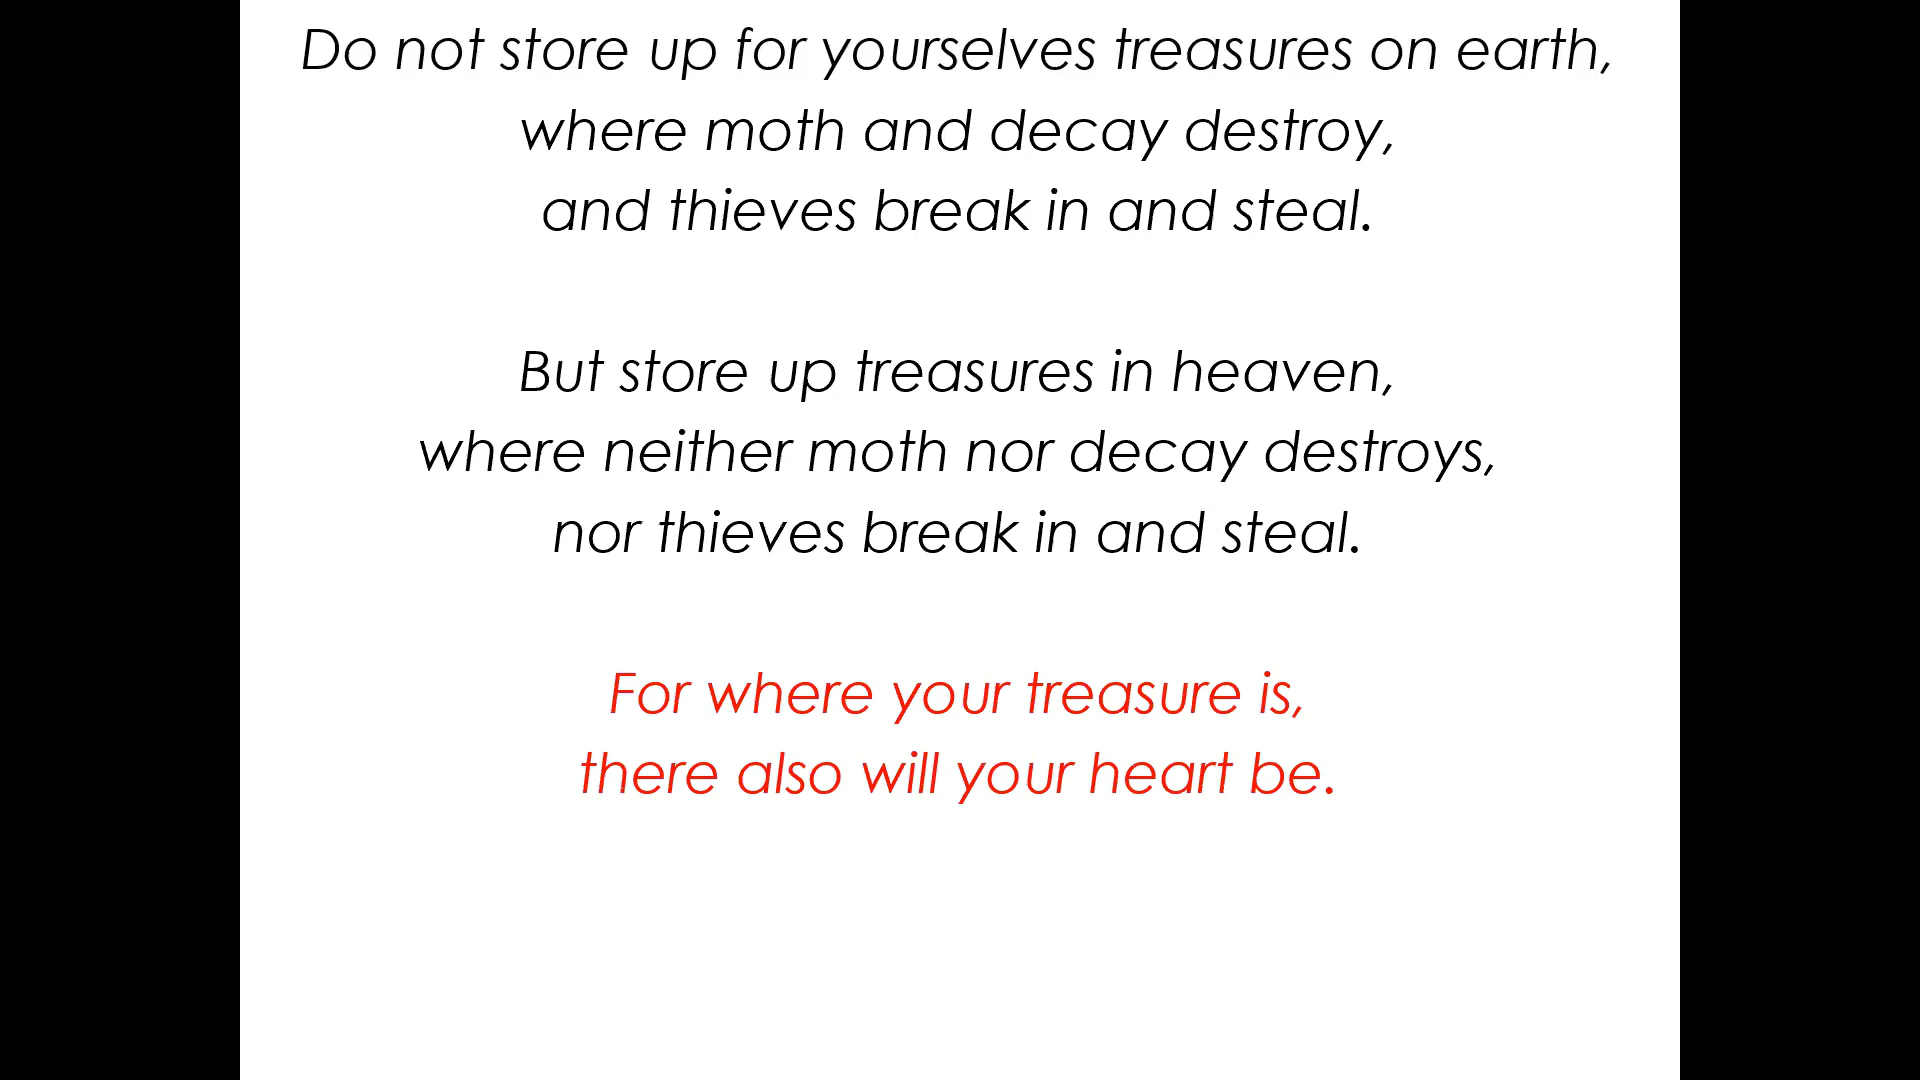 Do not store up for yourselves treasures on earth,
where moth and decay destroy,
and thieves break in and steal.
But store up treasures in heaven,
where neither moth nor decay destroys,
nor thieves break in and steal.
For where your treasure is,
there also will your heart be.